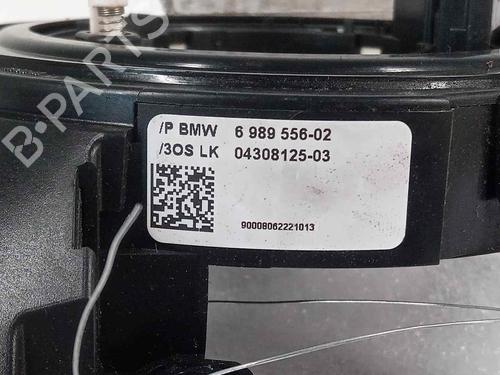 /P BMW 6 989 556-02
/3OS LK 04308125-03
90008062221013
B-PARTS